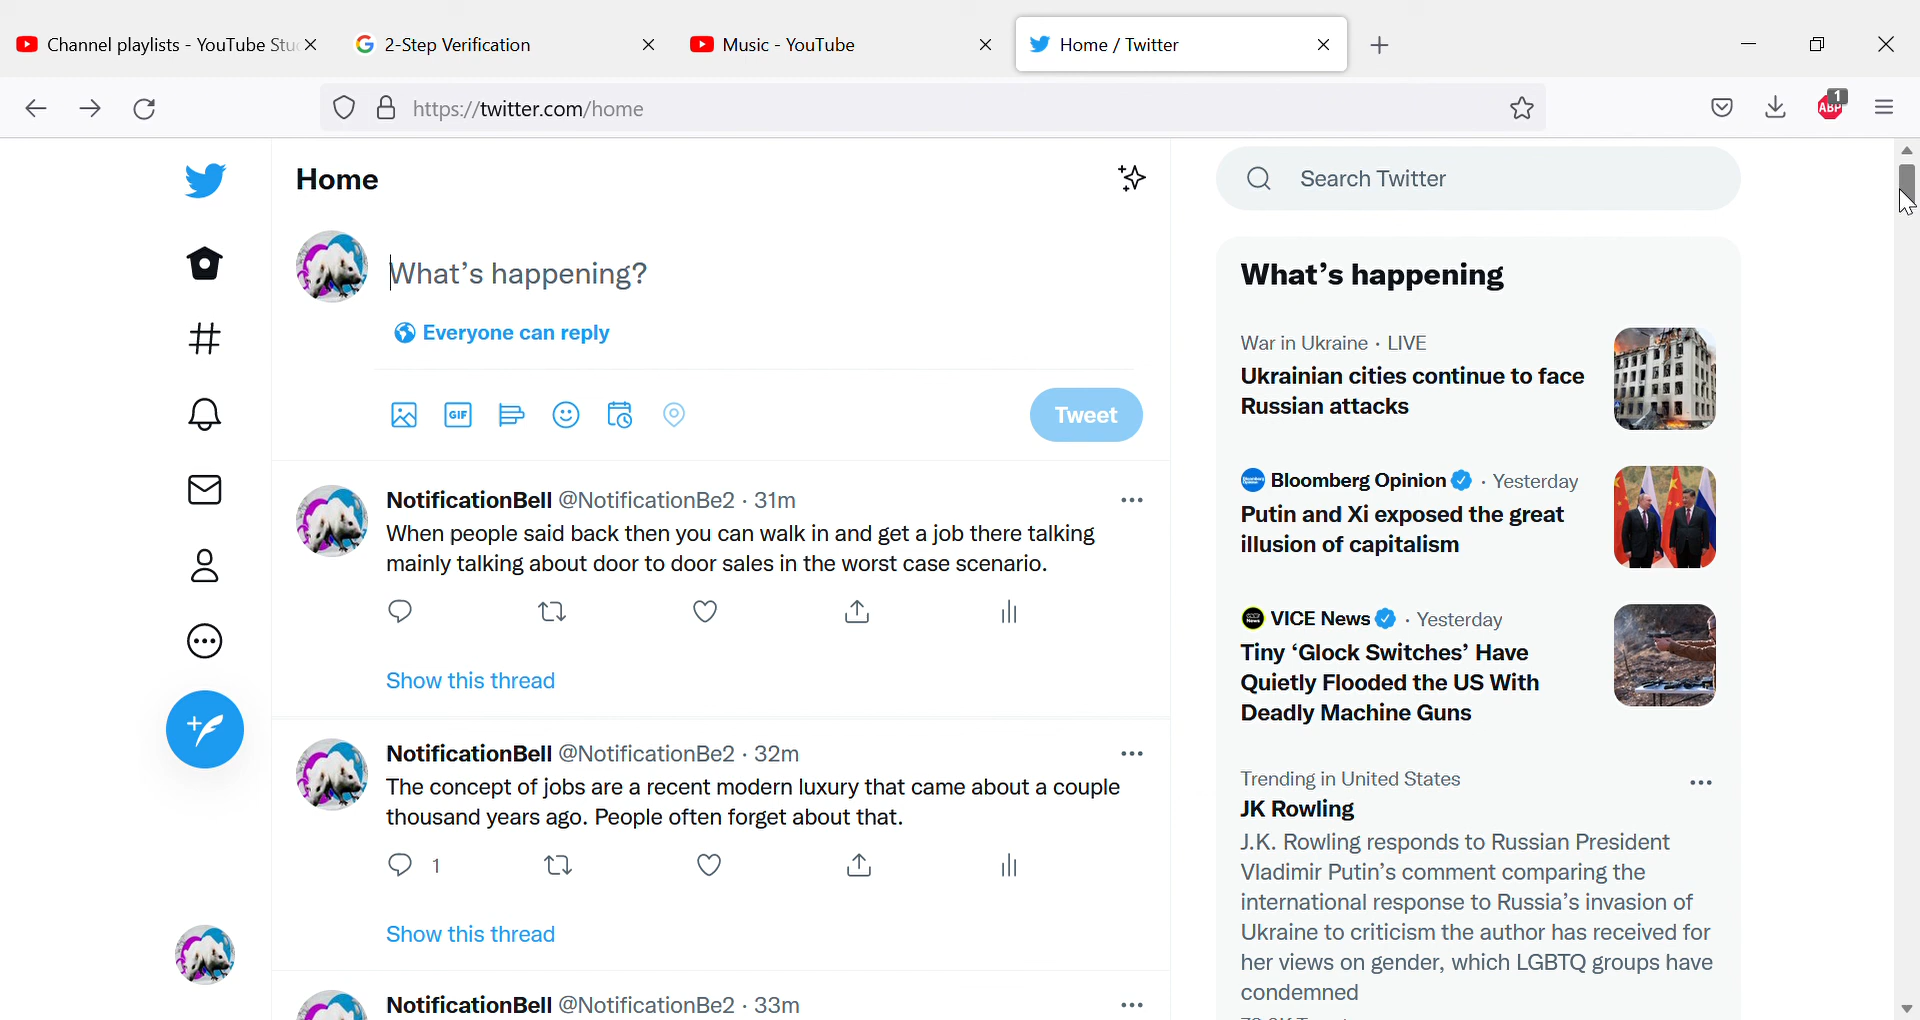 Channel playlists - YouTube Stu
2-Step Verification
Music - YouTube
Home / Twitter
https://twitter.com/home
ABP
1
Home
Search Twitter
What's happening?
Everyone can reply
GIF
Tweet
NotificationBell @NotificationBe2 · 31m
When people said back then you can walk in and get a job there talking
mainly talking about door to door sales in the worst case scenario.
Show this thread
NotificationBell @NotificationBe2 · 32m
The concept of jobs are a recent modern luxury that came about a couple
thousand years ago. People often forget about that.
1
Show this thread
NotificationBell @NotificationBe2 · 33m
What's happening
War in Ukraine · LIVE
Ukrainian cities continue to face
Russian attacks
Bloomberg Opinion · Yesterday
Putin and Xi exposed the great
illusion of capitalism
VICE News · Yesterday
Tiny ‘Glock Switches’ Have
Quietly Flooded the US With
Deadly Machine Guns
Trending in United States
JK Rowling
J.K. Rowling responds to Russian President
Vladimir Putin's comment comparing the
international response to Russia's invasion of
Ukraine to criticism the author has received for
her views on gender, which LGBTQ groups have
condemned